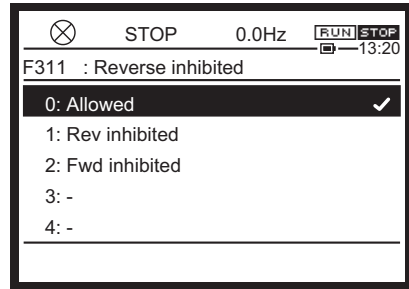 STOP 0.0Hz RUN STOP
13:20
F311 : Reverse inhibited
0: Allowed
1: Rev inhibited
2: Fwd inhibited
3: -
4: -